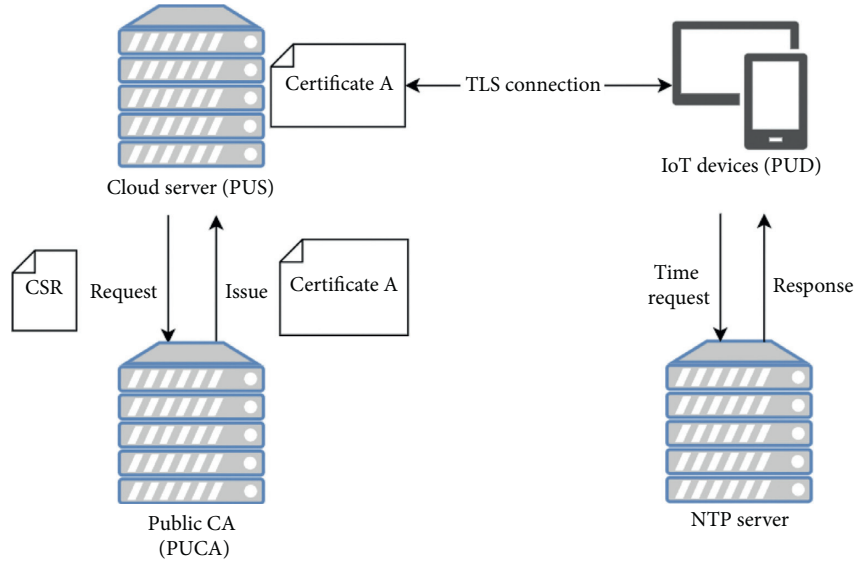 Certificate A
TLS connection
Cloud server (PUS)
IoT devices (PUD)
CSR
Request
Issue
Certificate A
Time
request
Response
Public CA
(PUCA)
NTP server